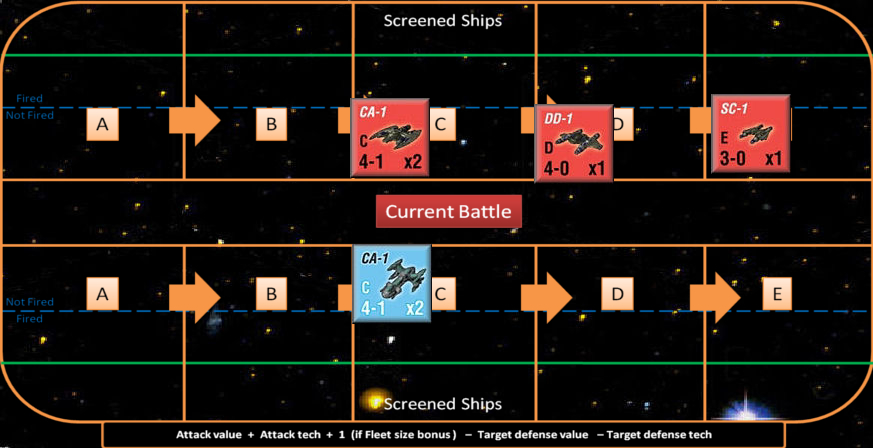 Screened Ships
Fired
Not Fired
A
B
CA-1
C
4-1 x2
C
DD-1
D
4-0 x1
D
SC-1
E
3-0 x1
Current Battle
Not Fired
Fired
A
B
CA-1
C
4-1 x2
C
D
E
Screened Ships
Attack value + Attack tech + 1 (if Fleet size bonus) – Target defense value – Target defense tech